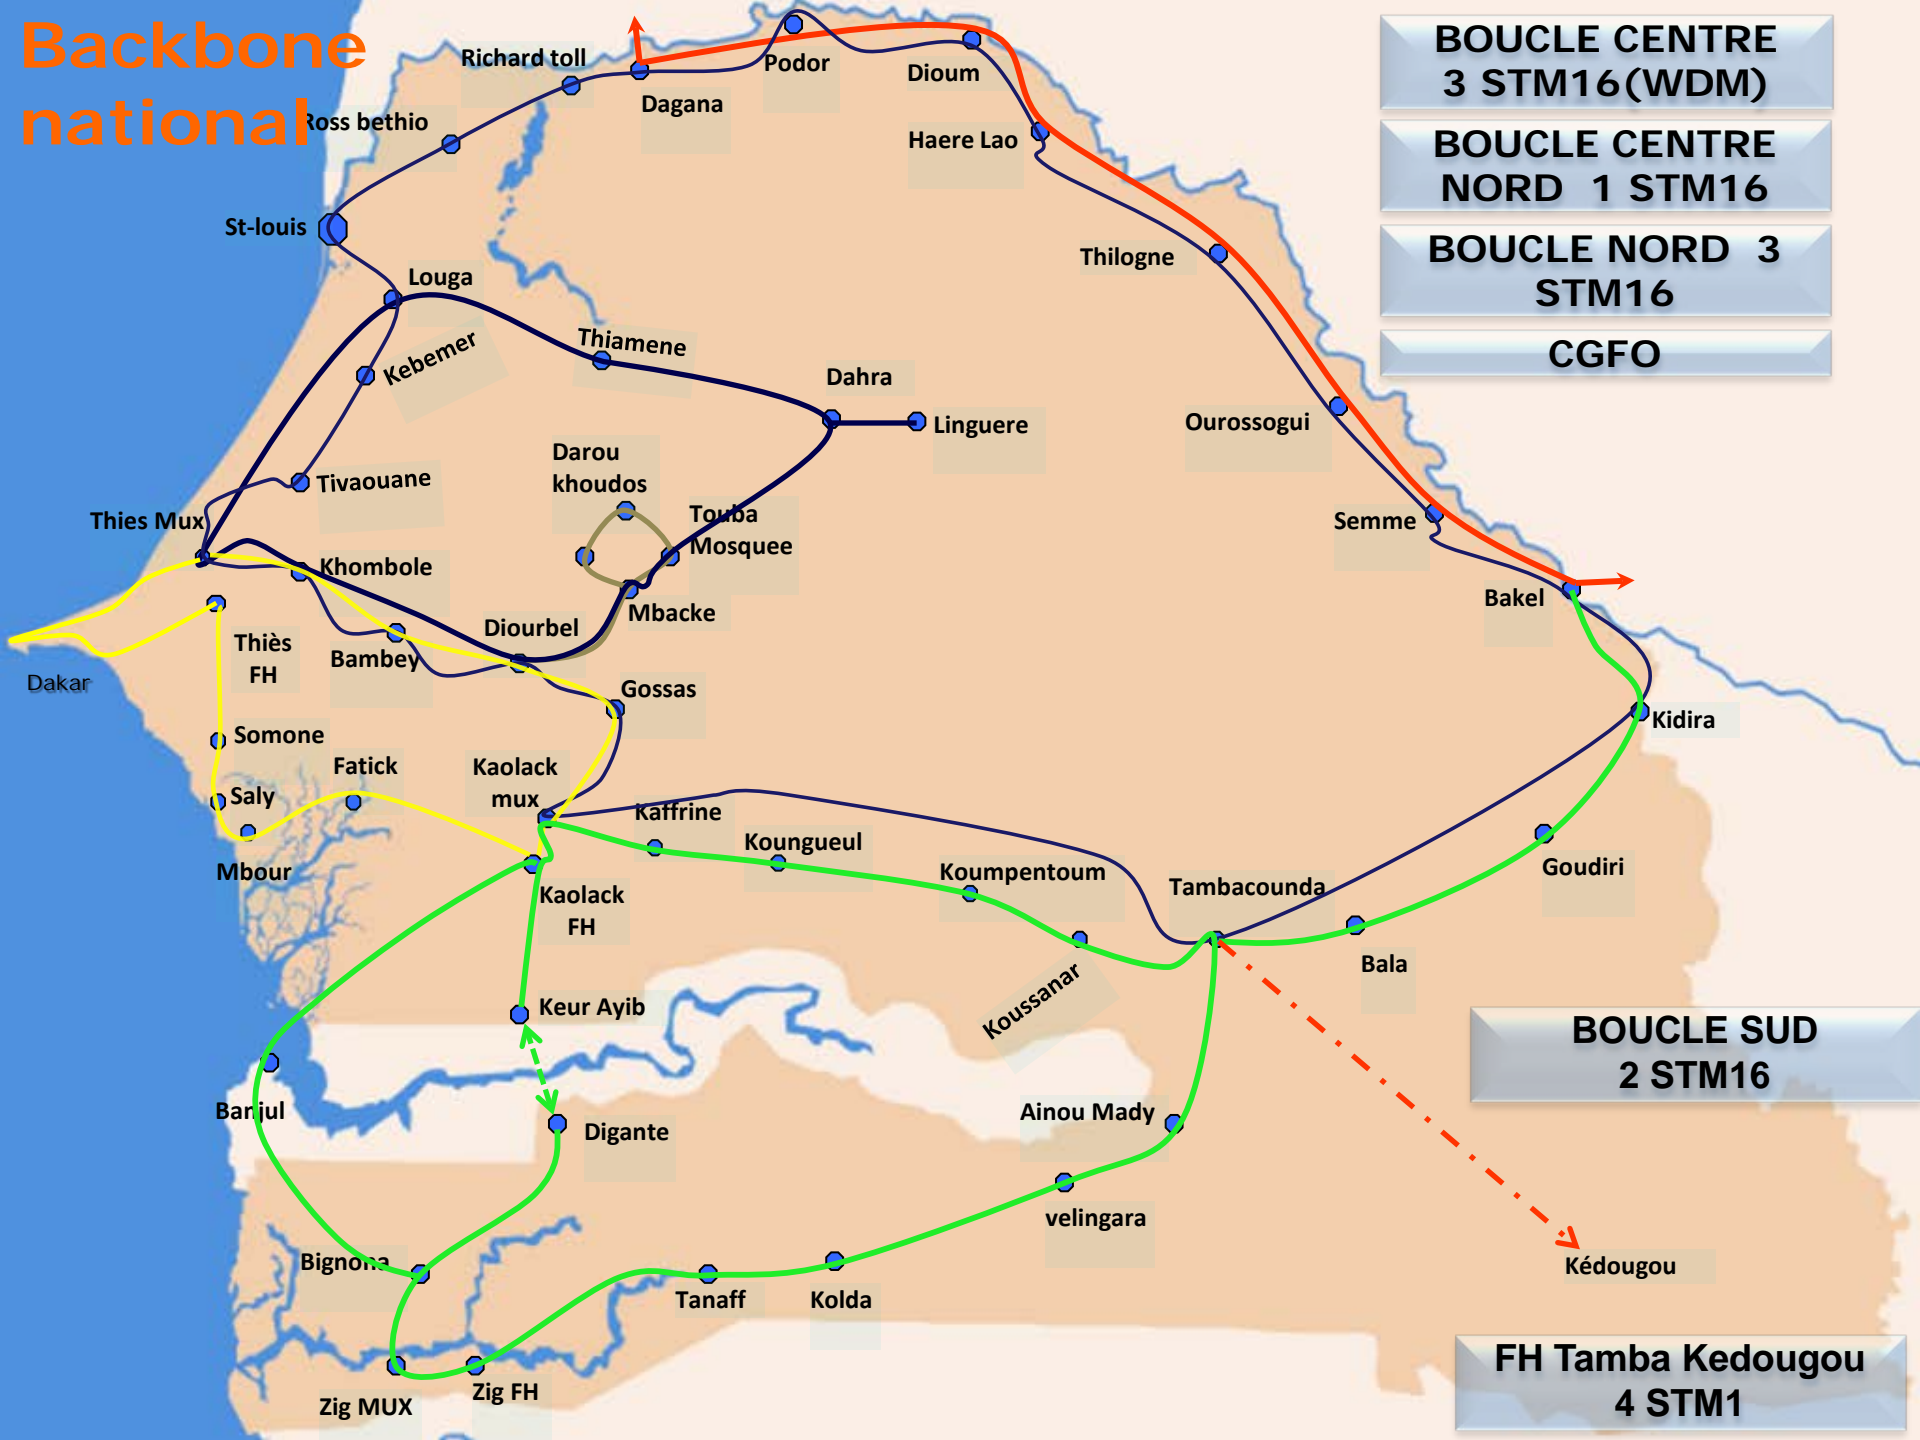 Backbone
national
BOUCLE CENTRE
3 STM16(WDM)
BOUCLE CENTRE
NORD 1 STM16
BOUCLE NORD 3
STM16
CGFO
Richard toll
Podor
Dioum
Dagana
Ross bethio
Haere Lao
St-louis
Thilogne
Louga
Kebemer
Thiamene
Dahra
Linguere
Ourossogui
Darou
khoudos
Tivaouane
Touba
Mosquee
Thies Mux
Semme
Khombole
Bakel
Mbacke
Diourbel
Thiès
FH
Bambey
Dakar
Gossas
Kidira
Somone
Fatick
Kaolack
mux
Saly
Kaffrine
Koungueul
Mbour
Koumpentoum
Tambacounda
Goudiri
Kaolack
FH
Bala
Koussanar
Keur Ayib
BOUCLE SUD
2 STM16
Banjul
Digante
Ainou Mady
velingara
Bignona
Kédougou
Tanaff
Kolda
Zig MUX
Zig FH
FH Tamba Kedougou
4 STM1